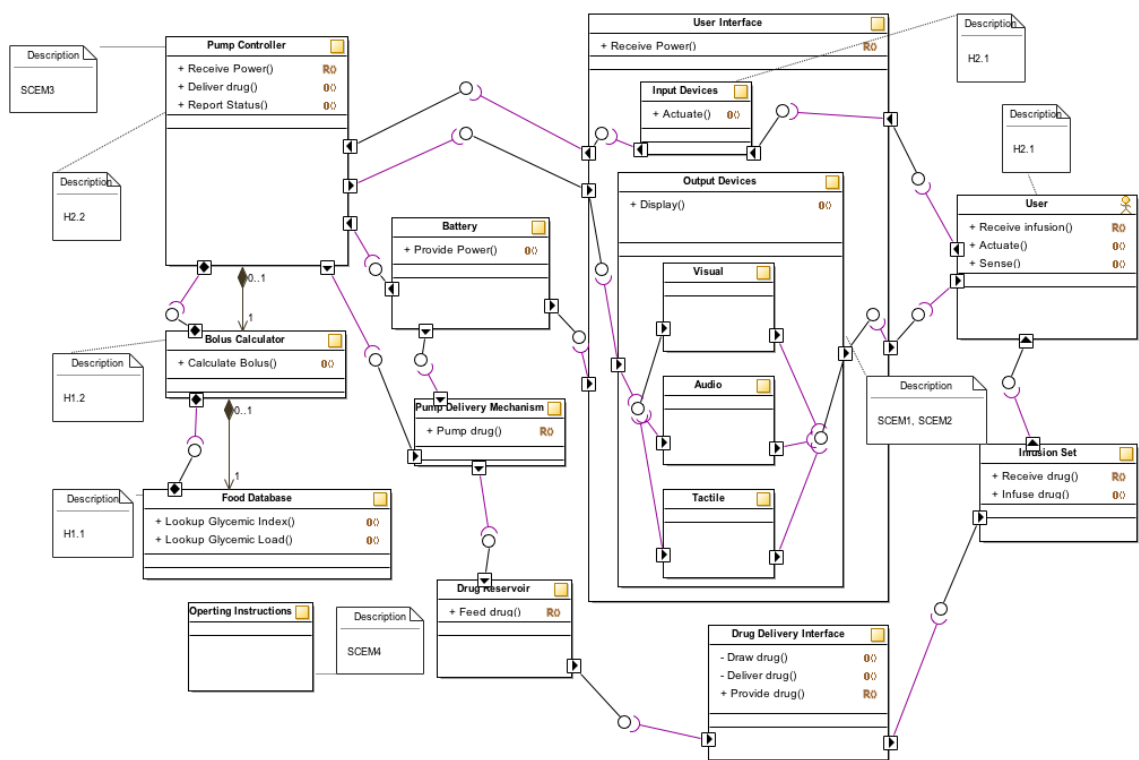 Pump Controller
+ Receive Power() R()
+ Deliver drug() O()
+ Report Status() O()
Description
SCEM3
Description
H2.2
User Interface
+ Receive Power() R()
Input Devices
+ Actuate() O()
Description
H2.1
Description
H2.1
Output Devices
+ Display() O()
User
+ Receive infusion() R()
+ Actuate() O()
+ Sense() O()
Battery
+ Provide Power() O()
Visual
Audio
Tactile
0..1
1
Bolus Calculator
+ Calculate Bolus() O()
Description
H1.2
0..1
1
Pump Delivery Mechanism
+ Pump drug() R()
Description
SCEM1, SCEM2
Infusion Set
+ Receive drug() R()
+ Infuse drug() O()
Description
H1.1
Food Database
+ Lookup Glycemic Index() O()
+ Lookup Glycemic Load() O()
Drug Reservoir
+ Feed drug() R()
Operting Instructions
Description
SCEM4
Drug Delivery Interface
- Draw drug() O()
- Deliver drug() O()
+ Provide drug() R()